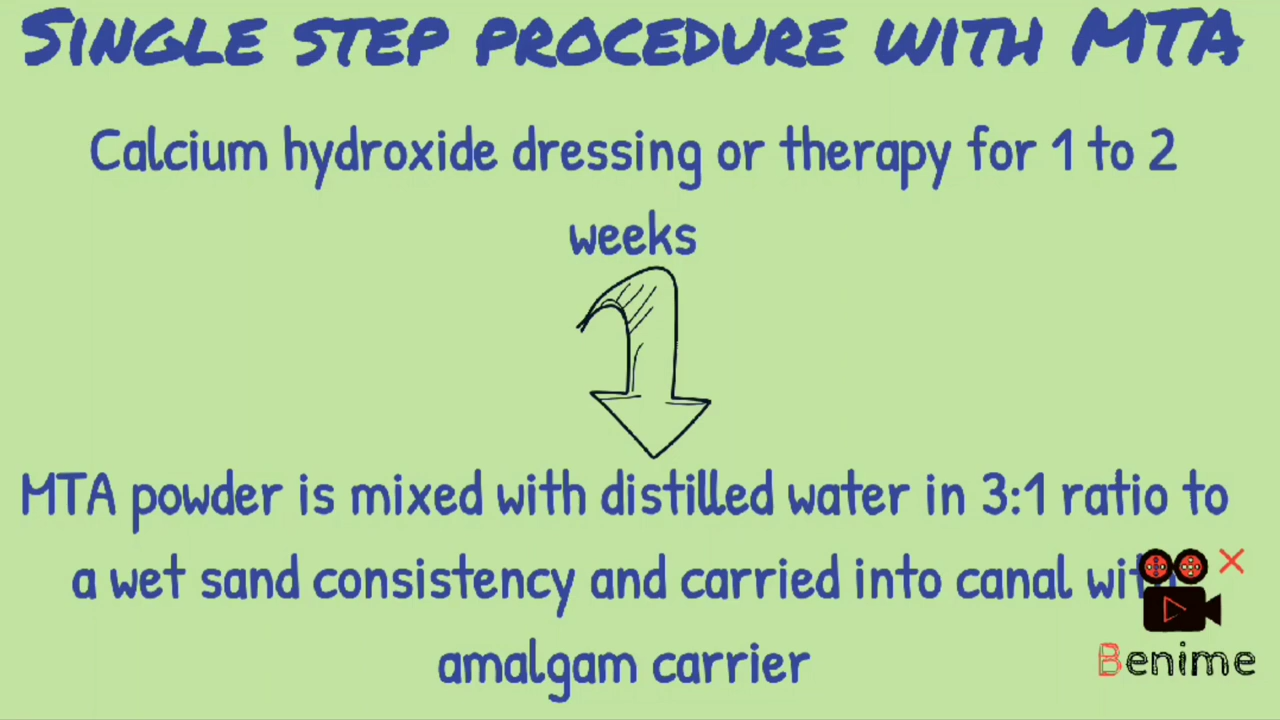 SINGLE STEP PROCEDURE WITH MTA
Calcium hydroxide dressing or therapy for 1 to 2
weeks
MTA powder is mixed with distilled water in 3:1 ratio to
a wet sand consistency and carried into canal with
amalgam carrier
Benime